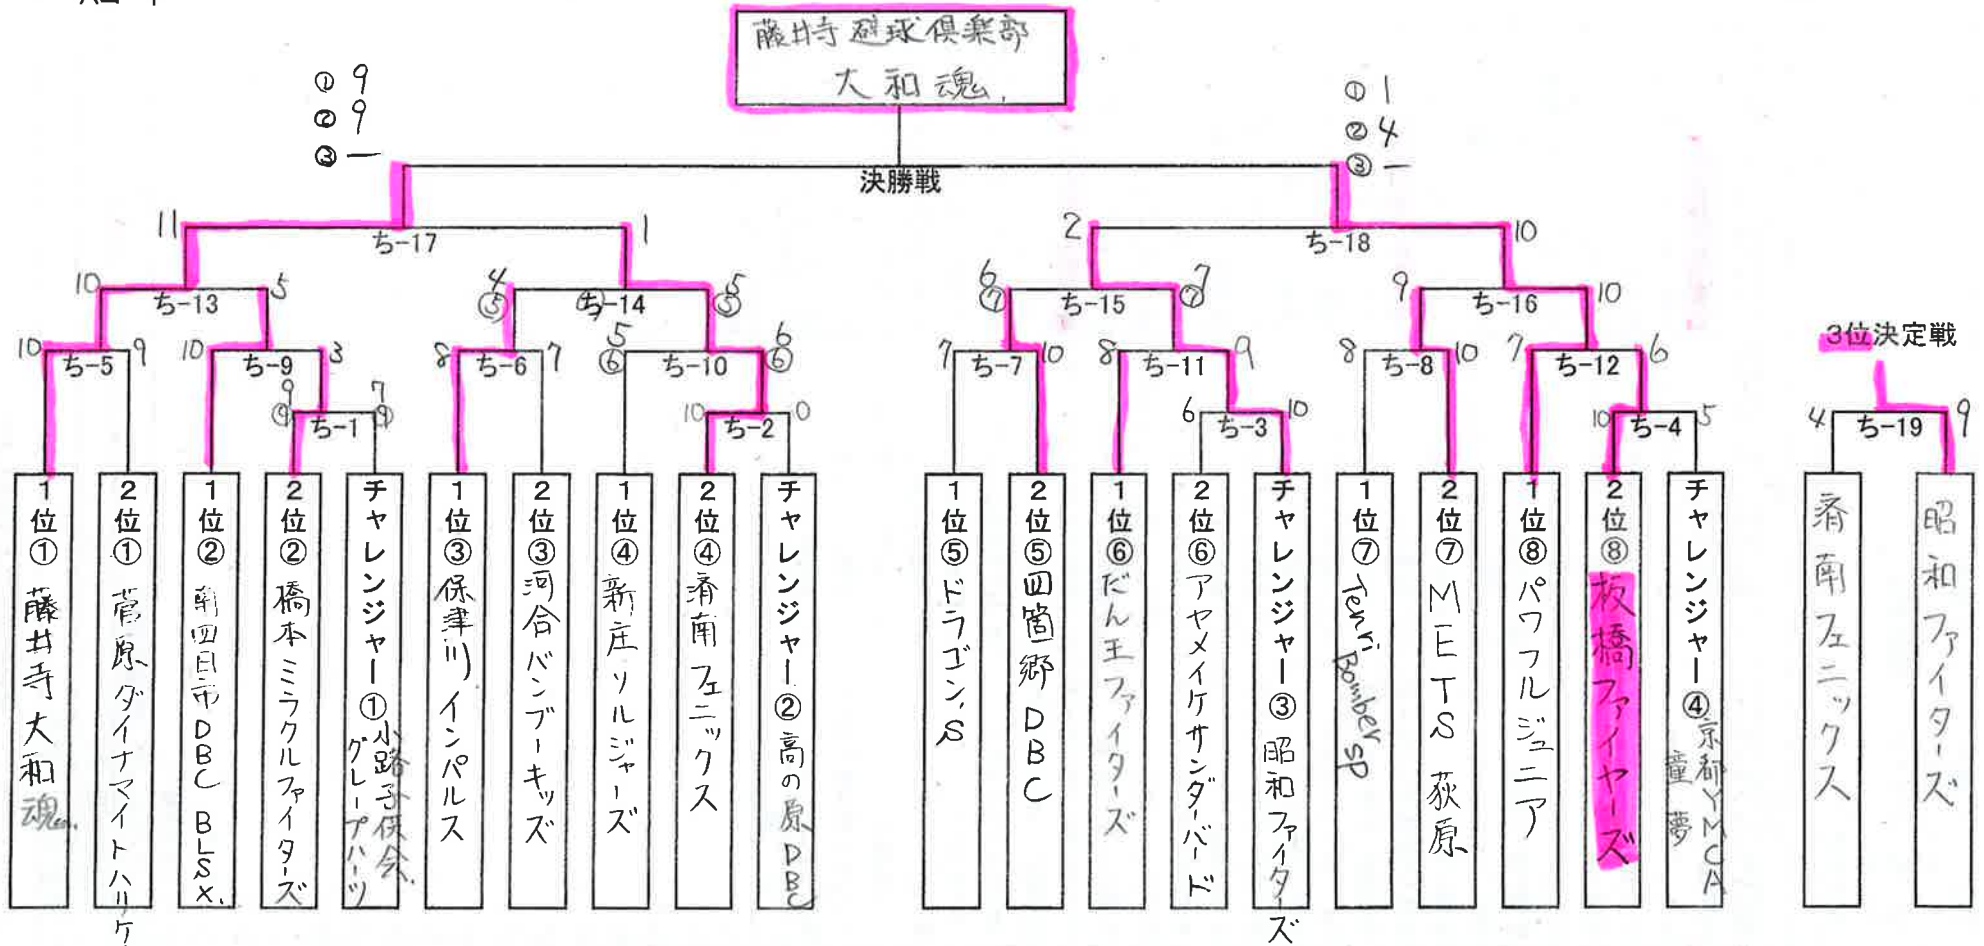 藤井寺避球倶楽部
大和魂
① 9
② 9
③ ー
① 1
② 4
③ ー
決勝戦
11 ち-17 1
2 ち-18 10
10 ち-13 5
4 ⑤ ち-14 5 ⑤
6 ⑦ ち-15 7 ⑦
9 ち-16 10
3位決定戦
10 ち-5 9
10 ち-9 3
8 ち-6 7
5 ⑥ ち-10 6 ⑥
7 ち-7 10
8 ち-11 9
8 ち-8 10
7 ち-12 6
9 ち-1 7
10 ち-2 0
6 ち-3 10
10 ち-4 5
4 ち-19 9
1位① 藤井寺大和魂
2位① 菅原ダイナマイトハリケ
1位② 南四日市DBC BLSX.
2位② 橋本ミラクルファイターズ
チャレンジャー① 小路子供会
グレープハーツ
1位③ 保津川インパルス
2位③ 河合バンブーキッズ
1位④ 新庄ソルジャーズ
2位④ 済南フェニックス
チャレンジャー② 高の原DBC
1位⑤ ドラゴン.S
2位⑤ 四箇郷DBC
1位⑥ だん王ファイターズ
2位⑥ アヤメイケサンダーバード
チャレンジャー③ 昭和ファイターズ
1位⑦ Tenri Bomber SP
2位⑦ METS荻原
1位⑧ パワフルジュニア
2位⑧ 板橋ファイヤーズ
チャレンジャー④ 京都YMCA
童夢
済南フェニックス
昭和ファイターズ